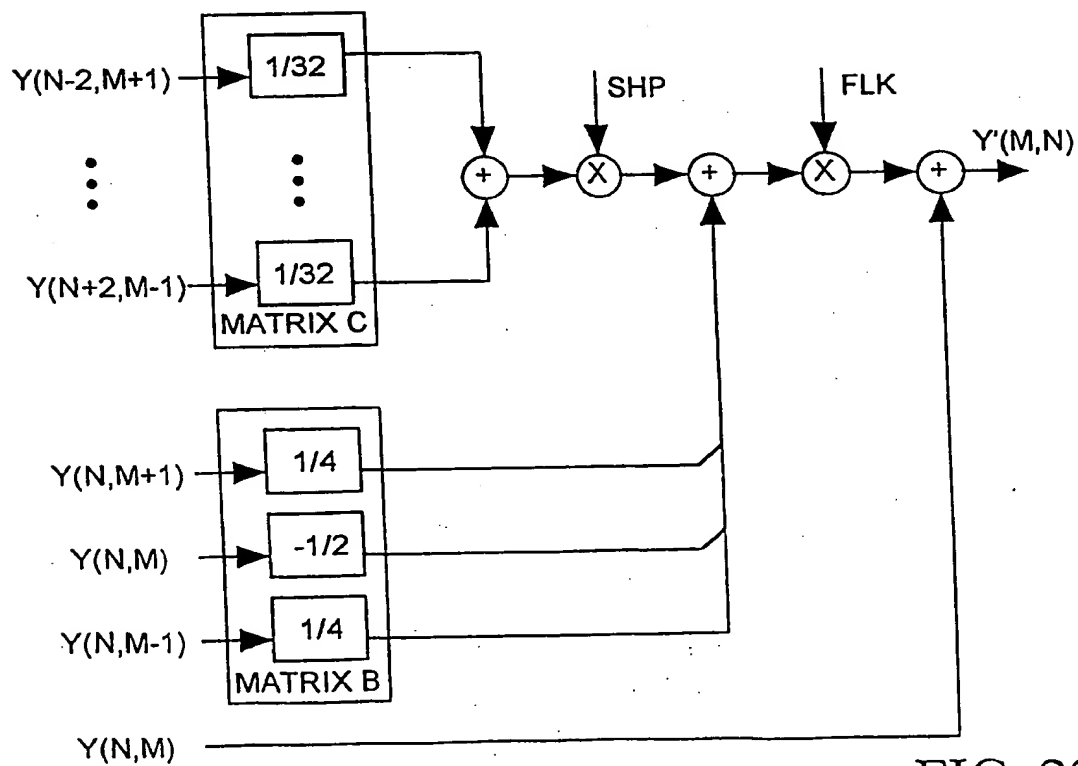 Y(N-2,M+1)
1/32
SHP
FLK
Y'(M,N)
+
X
+
X
+
Y(N+2,M-1)
1/32
MATRIX C
Y(N,M+1)
1/4
Y(N,M)
-1/2
Y(N,M-1)
1/4
MATRIX B
Y(N,M)